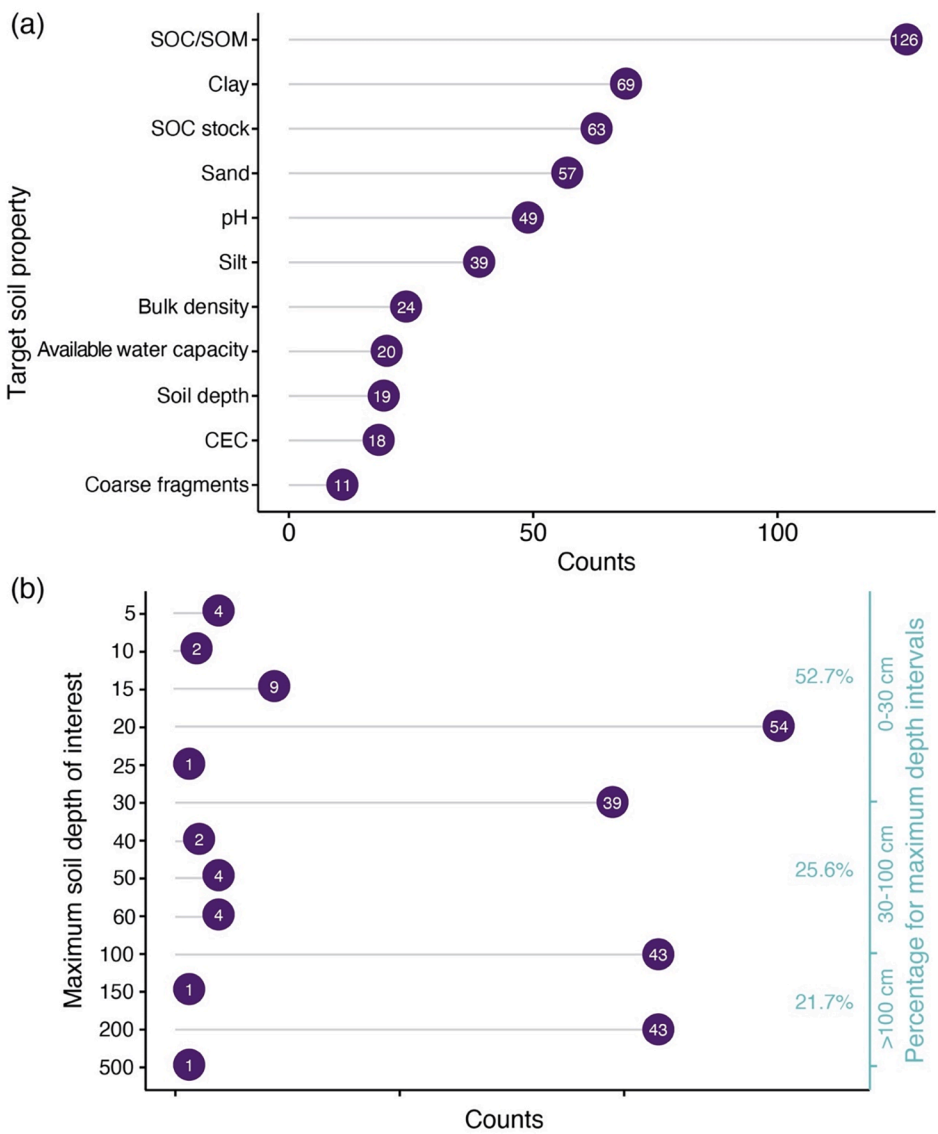 (a)
Target soil property
SOC/SOM 126
Clay 69
SOC stock 63
Sand 57
pH 49
Silt 39
Bulk density 24
Available water capacity 20
Soil depth 19
CEC 18
Coarse fragments 11
0 50 100
Counts
(b)
Maximum soil depth of interest
5 4
10 2
15 9
20 54
25 1
30 39
40 2
50 4
60 4
100 43
150 1
200 43
500 1
Counts
52.7%
25.6%
21.7%
0-30 cm
30-100 cm
>100 cm
Percentage for maximum depth intervals